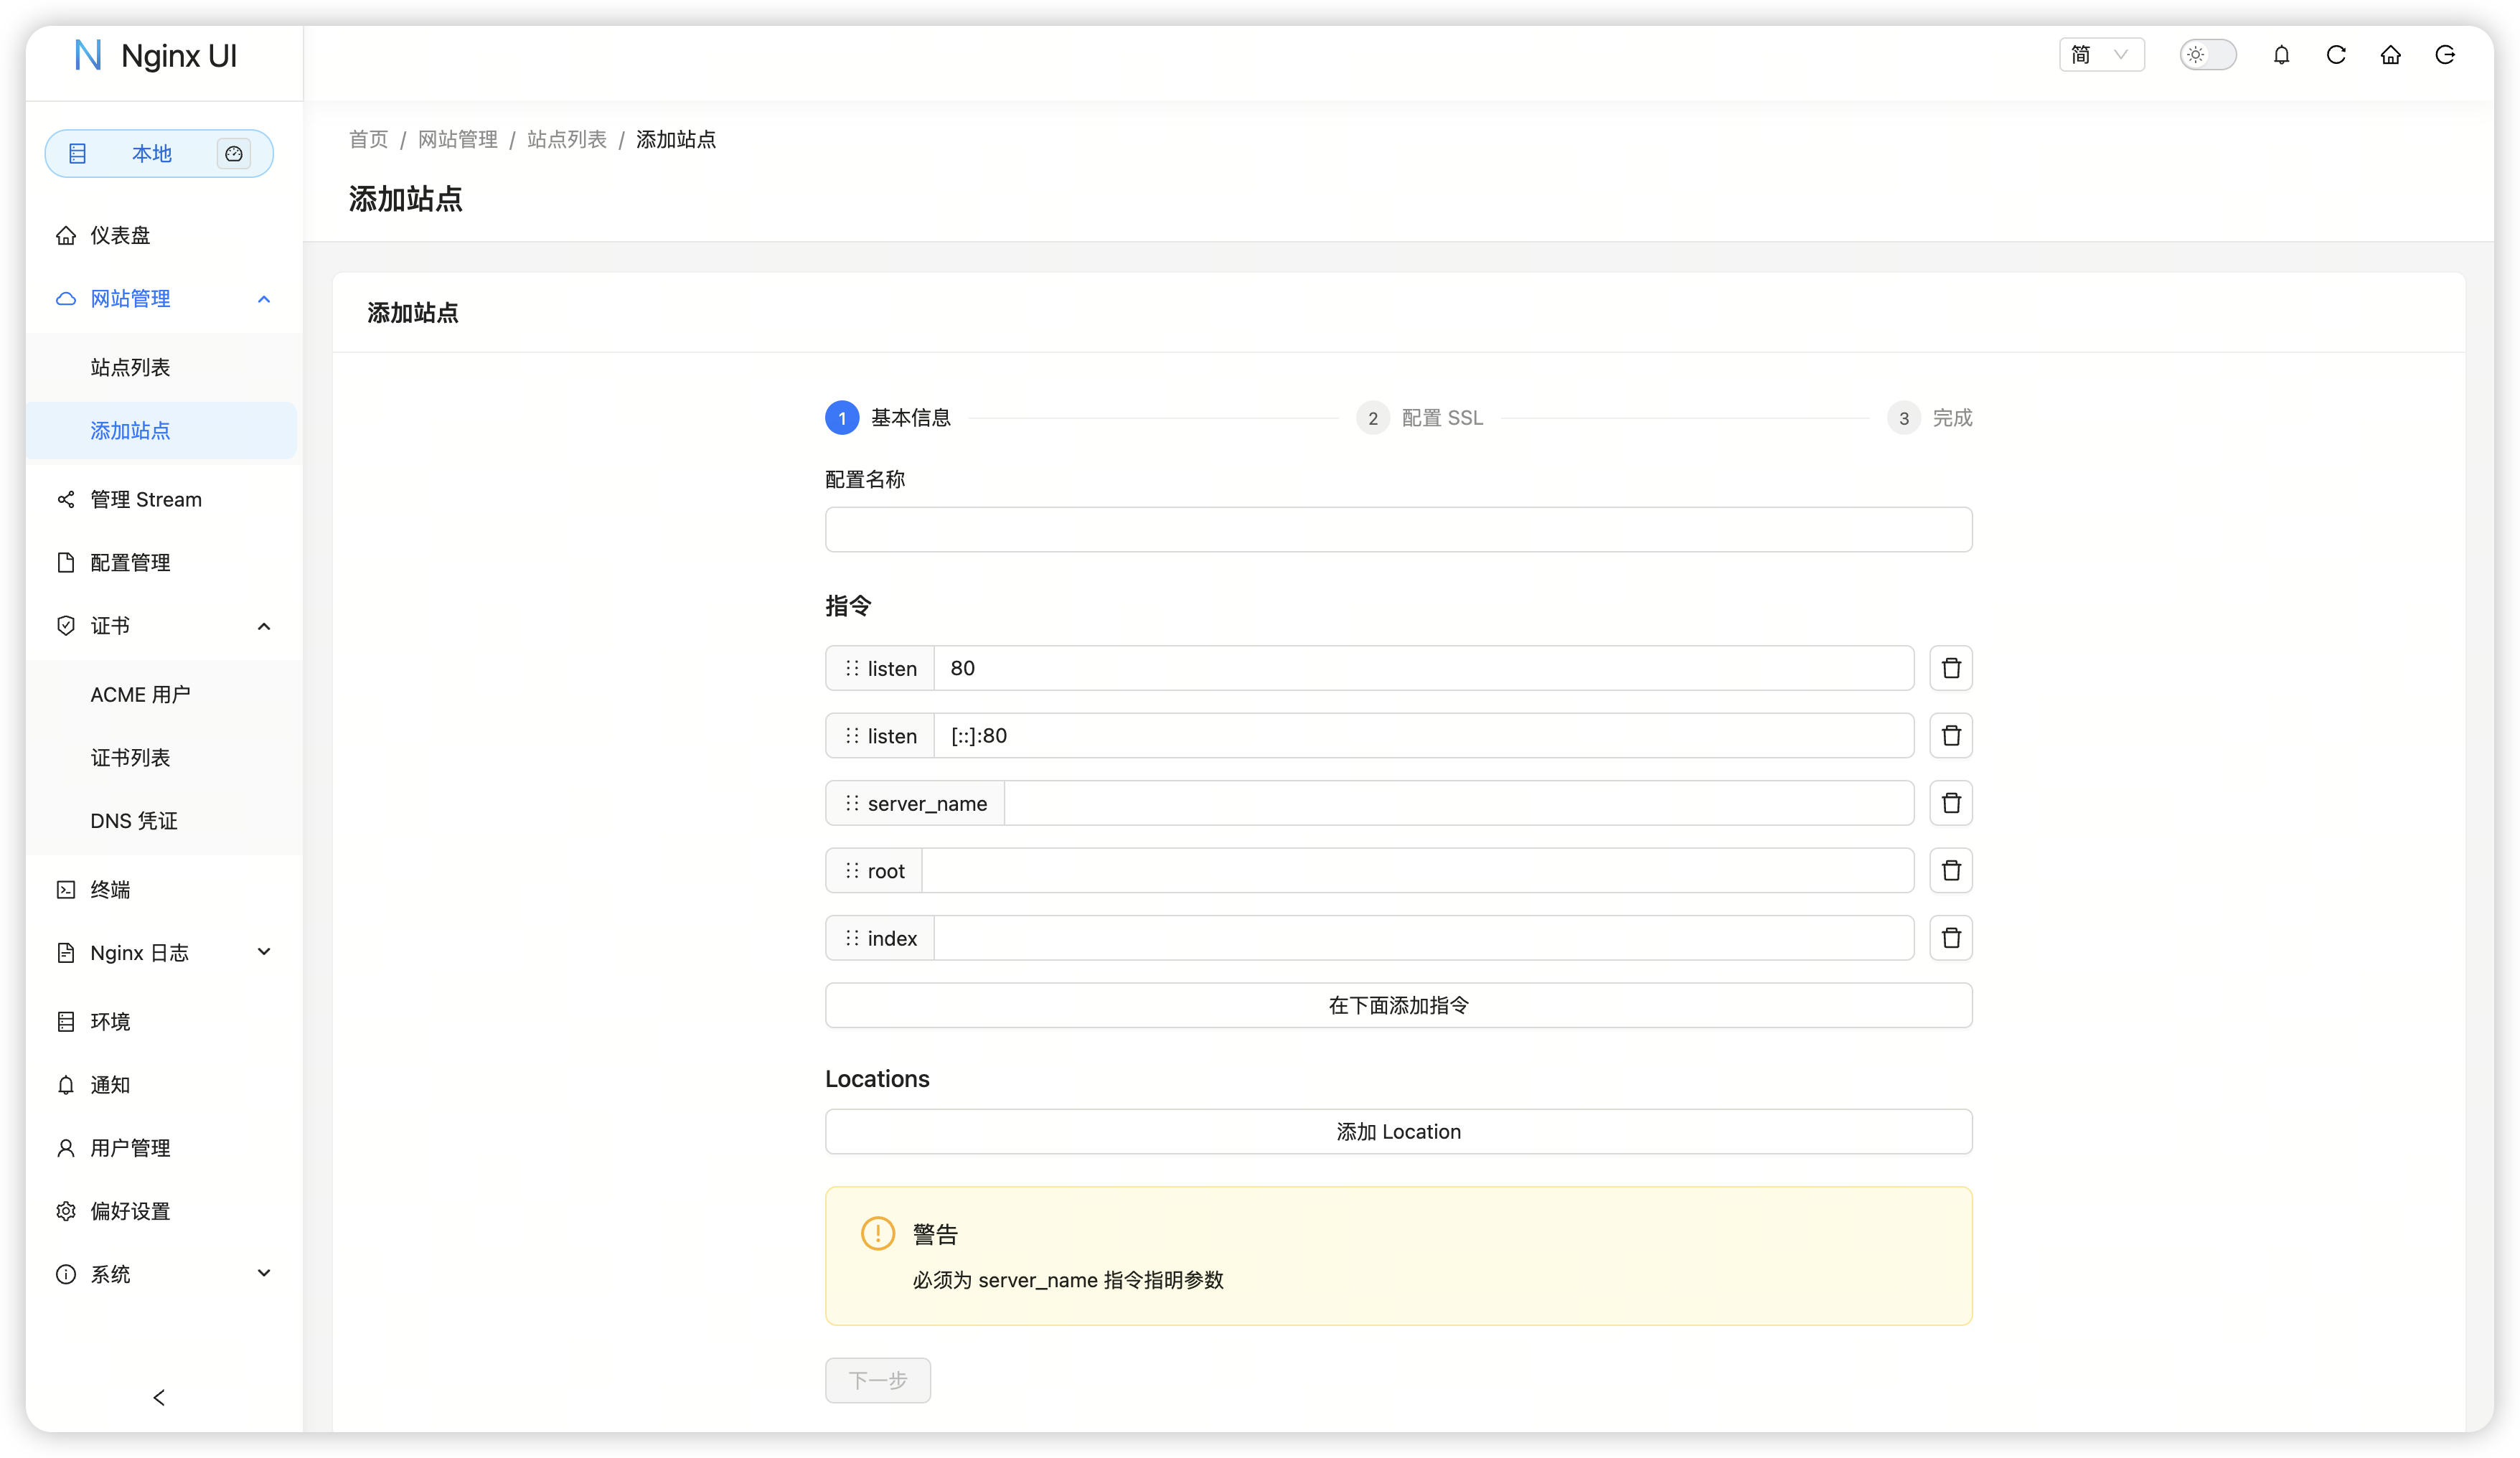 Nginx UI
简
本地
首页 / 网站管理 / 站点列表 / 添加站点
添加站点
仪表盘
网站管理
站点列表
添加站点
管理 Stream
配置管理
证书
ACME 用户
证书列表
DNS 凭证
终端
Nginx 日志
环境
通知
用户管理
偏好设置
系统
添加站点
1 基本信息
2 配置 SSL
3 完成
配置名称
指令
listen 80
listen [::]:80
server_name
root
index
在下面添加指令
Locations
添加 Location
警告
必须为 server_name 指令指明参数
下一步